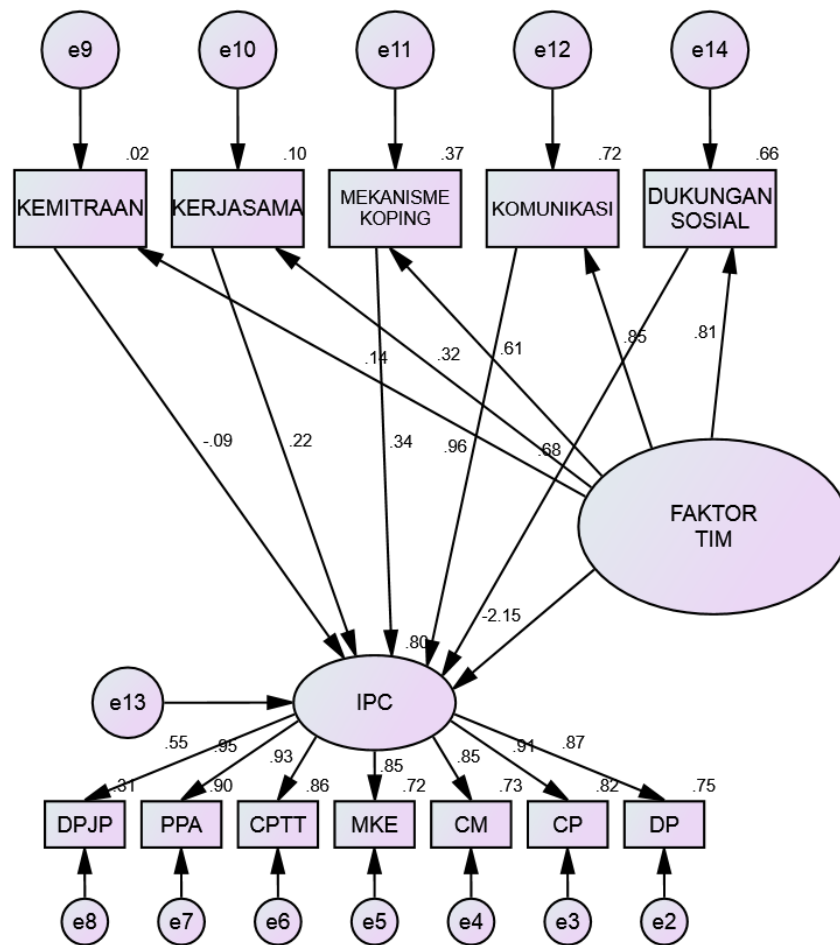 e9 e10 e11 e12 e14
.02 .10 .37 .72 .66
KEMITRAAN KERJASAMA MEKANISME KOPING KOMUNIKASI DUKUNGAN SOSIAL
.14 .32 .61 .85 .81
-.09 .22 .34 .96 .68
FAKTOR
TIM
-2.15
.80
e13 IPC
.55 .95 .93 .85 .85 .91 .87
.31 .90 .86 .72 .73 .82 .75
DPJP PPA CPTT MKE CM CP DP
e8 e7 e6 e5 e4 e3 e2